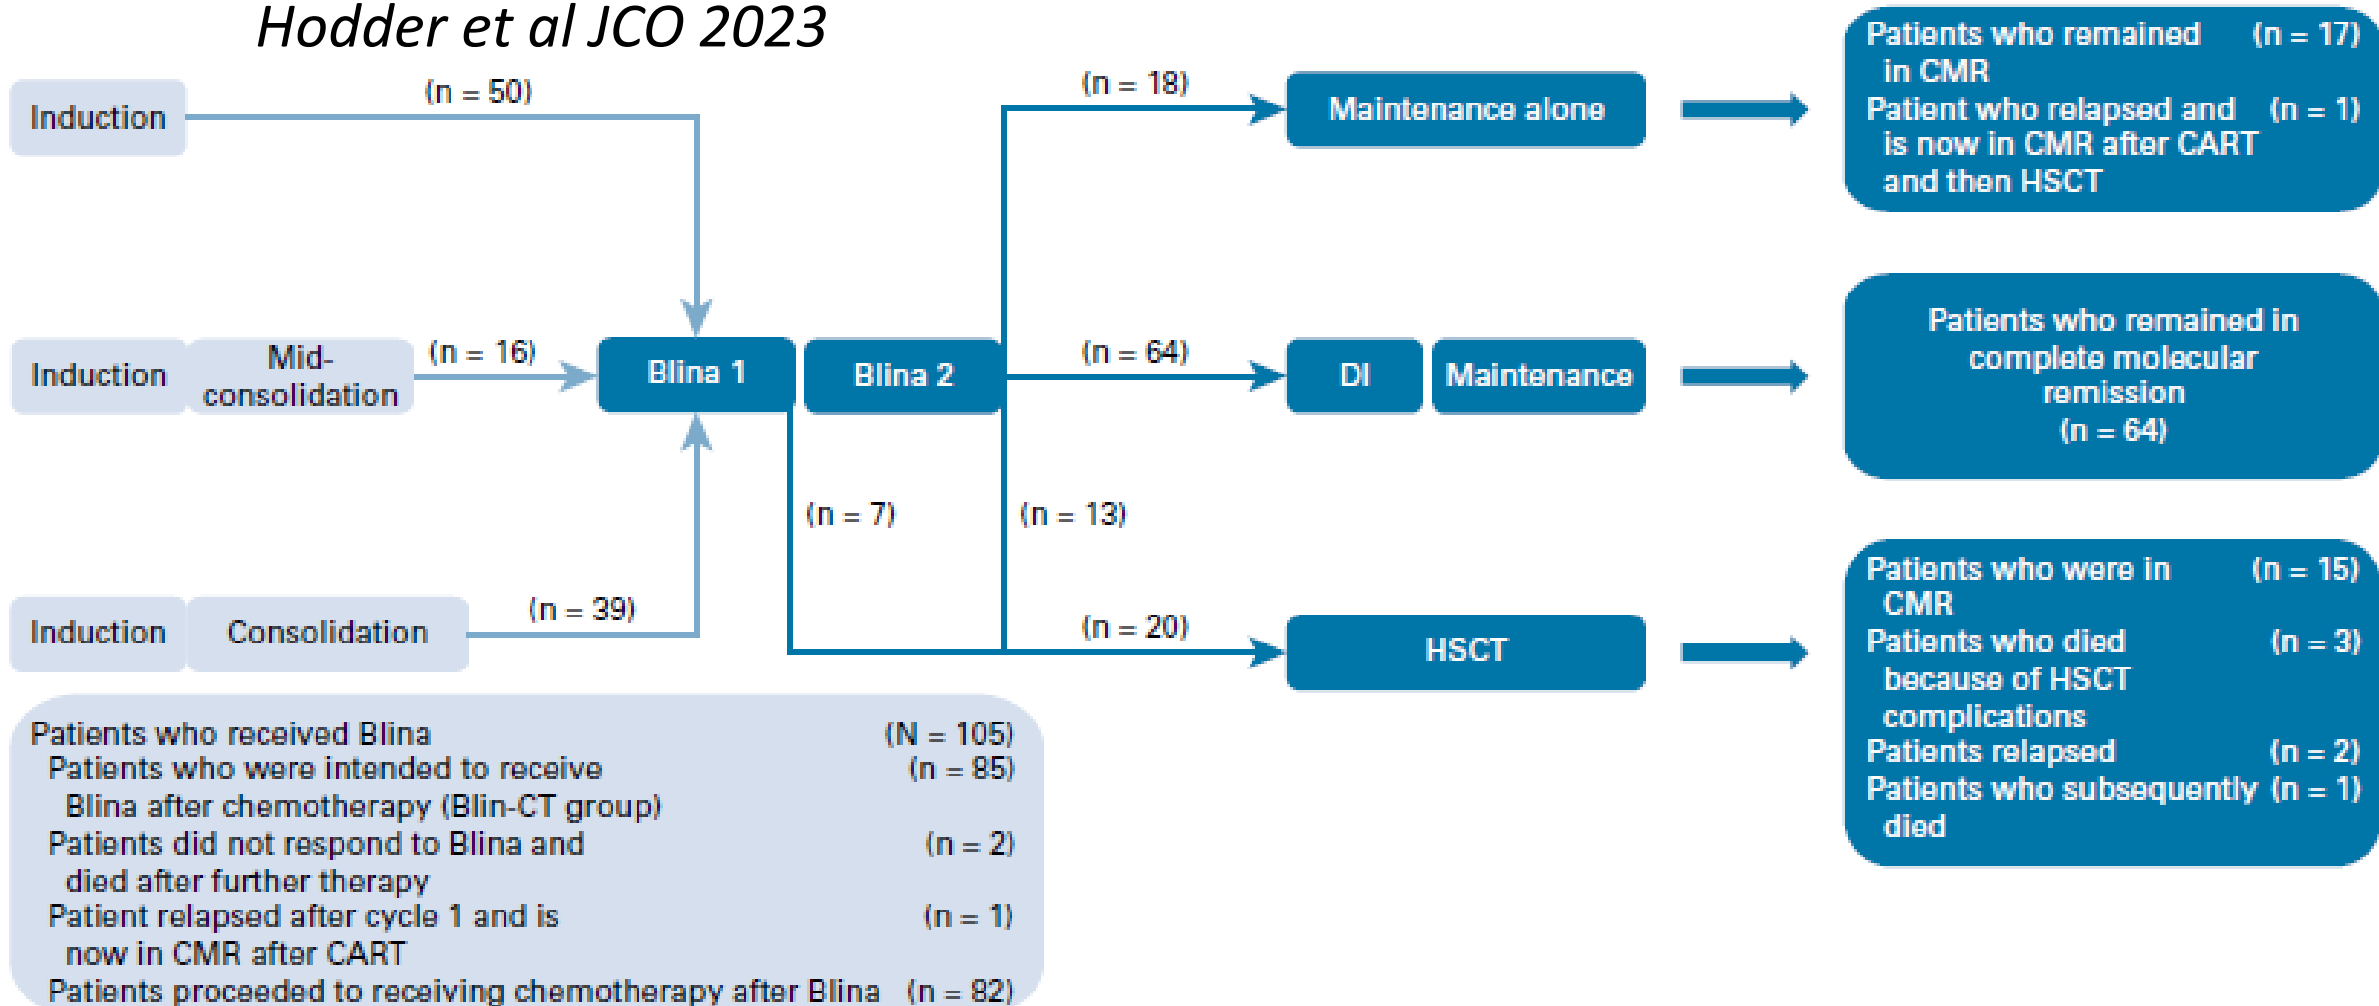 Hodder et al JCO 2023
Induction
(n = 50)
(n = 18)
Maintenance alone
Patients who remained (n = 17)
in CMR
Patient who relapsed and (n = 1)
is now in CMR after CART
and then HSCT
Induction
Mid-
consolidation
(n = 16)
Blina 1
Blina 2
(n = 64)
DI
Maintenance
Patients who remained in
complete molecular
remission
(n = 64)
(n = 7)
(n = 13)
Induction
Consolidation
(n = 39)
(n = 20)
HSCT
Patients who were in (n = 15)
CMR
Patients who died (n = 3)
because of HSCT
complications
Patients relapsed (n = 2)
Patients who subsequently (n = 1)
died
Patients who received Blina (N = 105)
Patients who were intended to receive (n = 85)
Blina after chemotherapy (Blin-CT group)
Patients did not respond to Blina and (n = 2)
died after further therapy
Patient relapsed after cycle 1 and is (n = 1)
now in CMR after CART
Patients proceeded to receiving chemotherapy after Blina (n = 82)